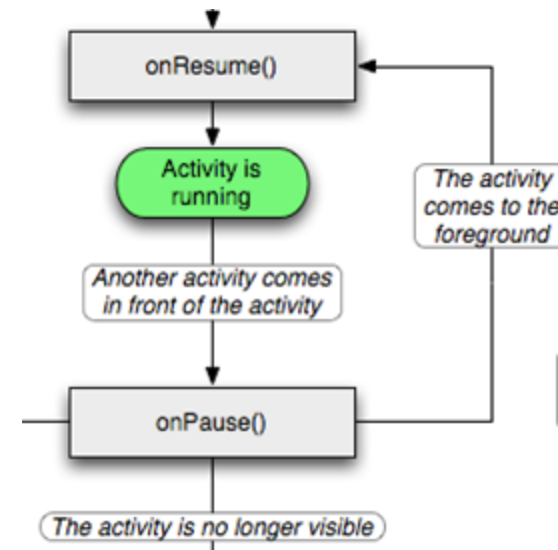 onResume()
Activity is
running
The activity
comes to the
foreground
Another activity comes
in front of the activity
onPause()
The activity is no longer visible